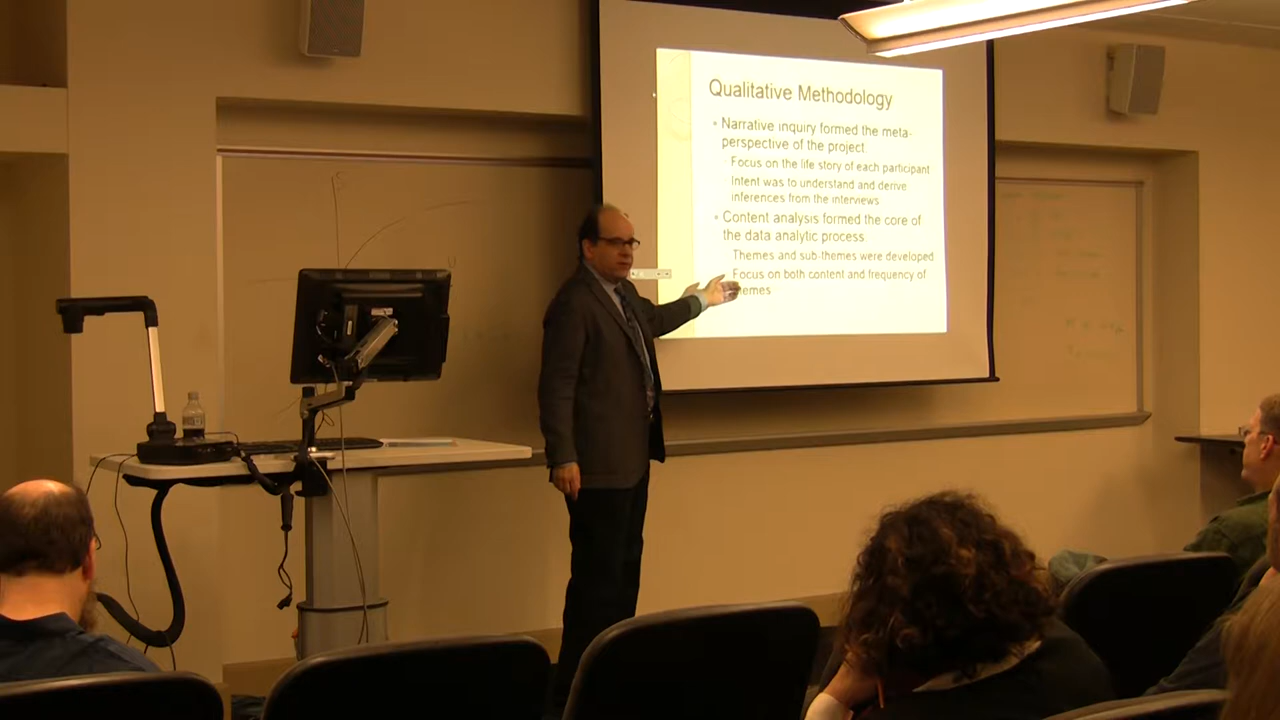 Qualitative Methodology
Narrative inquiry formed the meta-
perspective of the project
Focus on the life story of each participant
Intent was to understand and derive
inferences from the interviews
Content analysis formed the core of
the data analytic process
Themes and sub-themes were developed
Focus on both content and frequency of